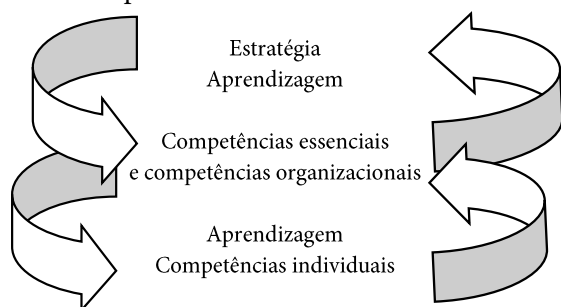 Estratégia
Aprendizagem
Competências essenciais
e competências organizacionais
Aprendizagem
Competências individuais